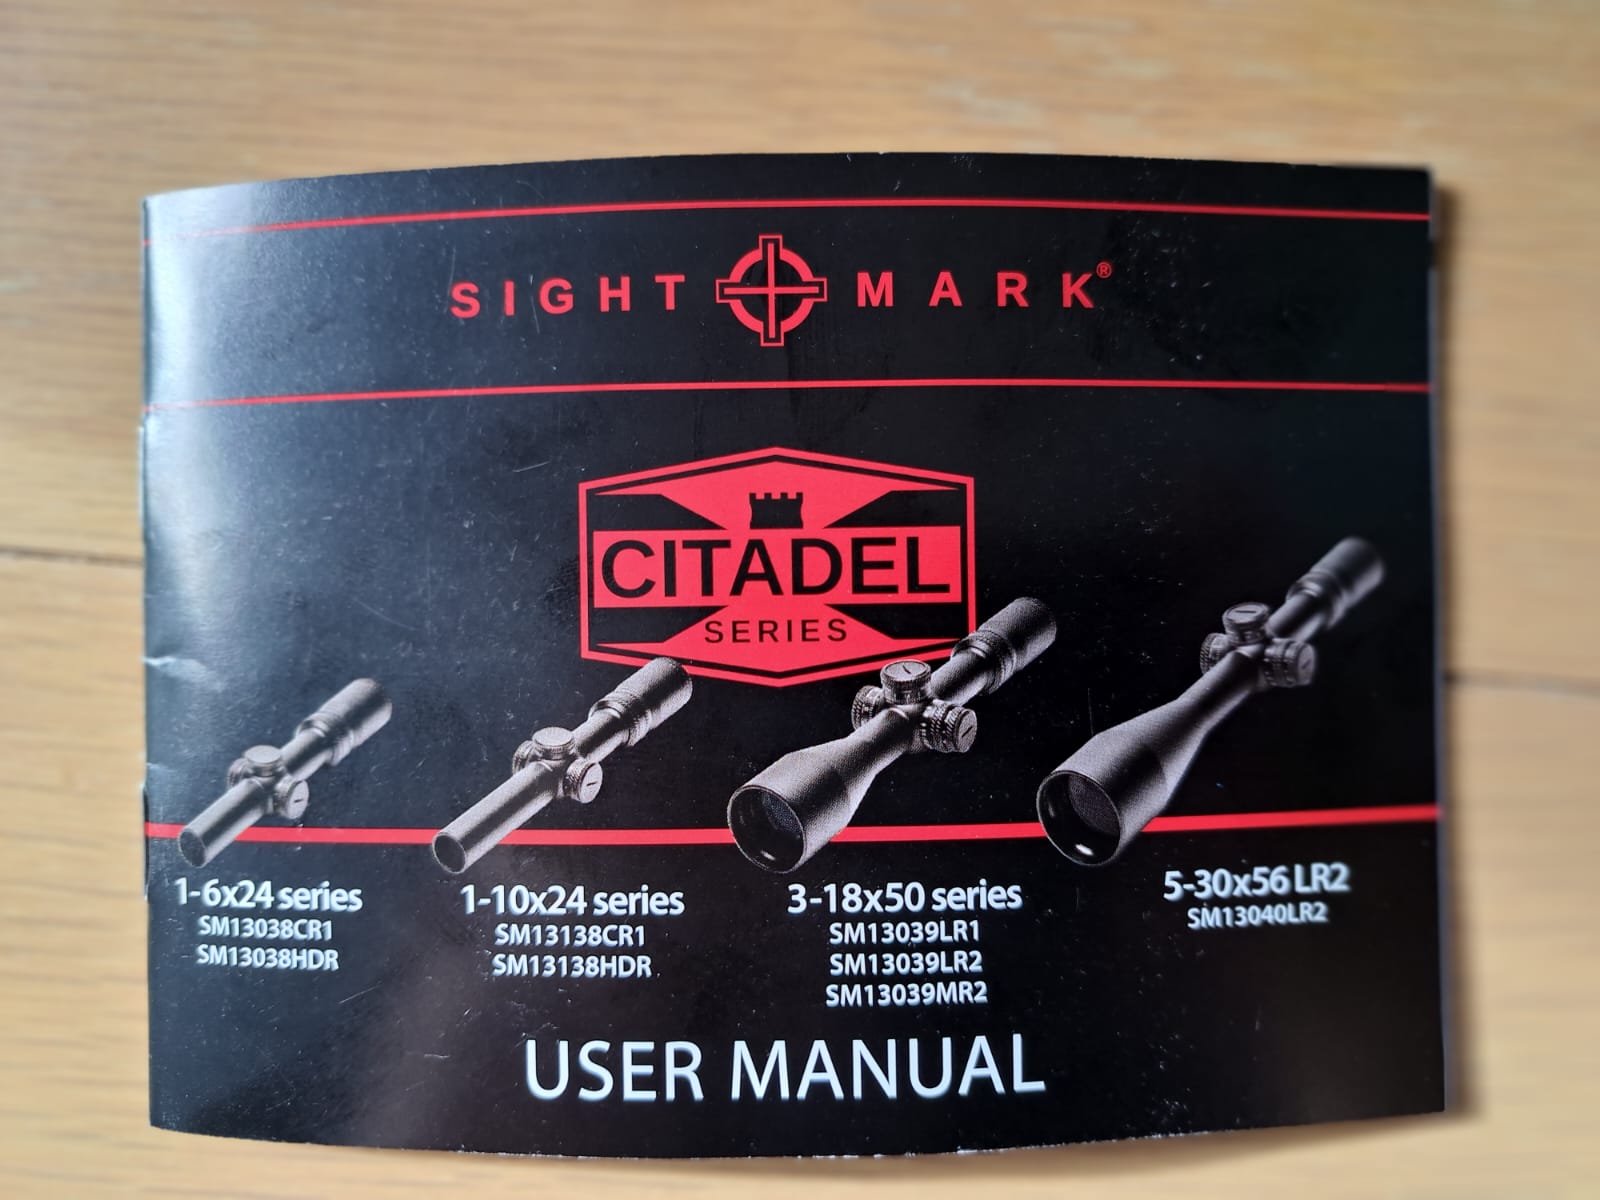 SIGHT MARK®
CITADEL
SERIES
1-6x24 series
SM13038CR1
SM13038HDR
1-10x24 series
SM13138CR1
SM13138HDR
3-18x50 series
SM13039LR1
SM13039LR2
SM13039MR2
5-30x56 LR2
SM13040LR2
USER MANUAL